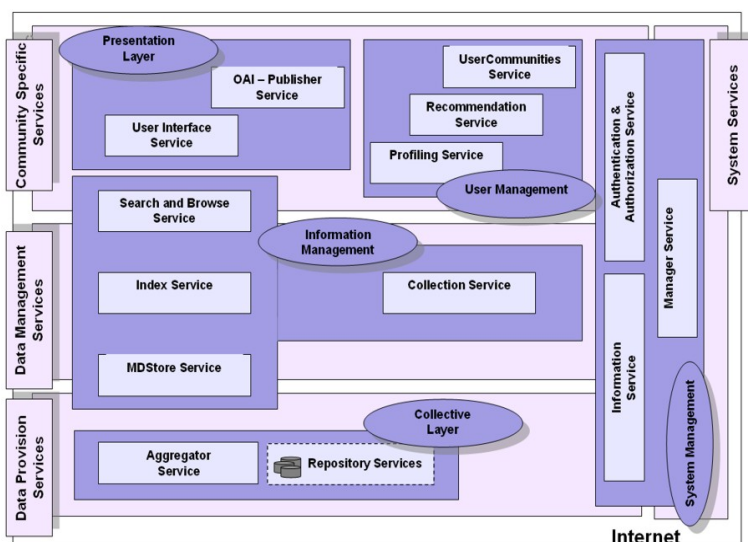 Community Specific
Services
Presentation
Layer
OAI – Publisher
Service
User Interface
Service
UserCommunities
Service
Recommendation
Service
Profiling Service
User Management
Authentication &
Authorization Service
System Services
Data Management
Services
Search and Browse
Service
Information
Management
Index Service
Collection Service
MDStore Service
Manager Service
Information
Service
System Management
Data Provision
Services
Collective
Layer
Aggregator
Service
Repository Services
Internet